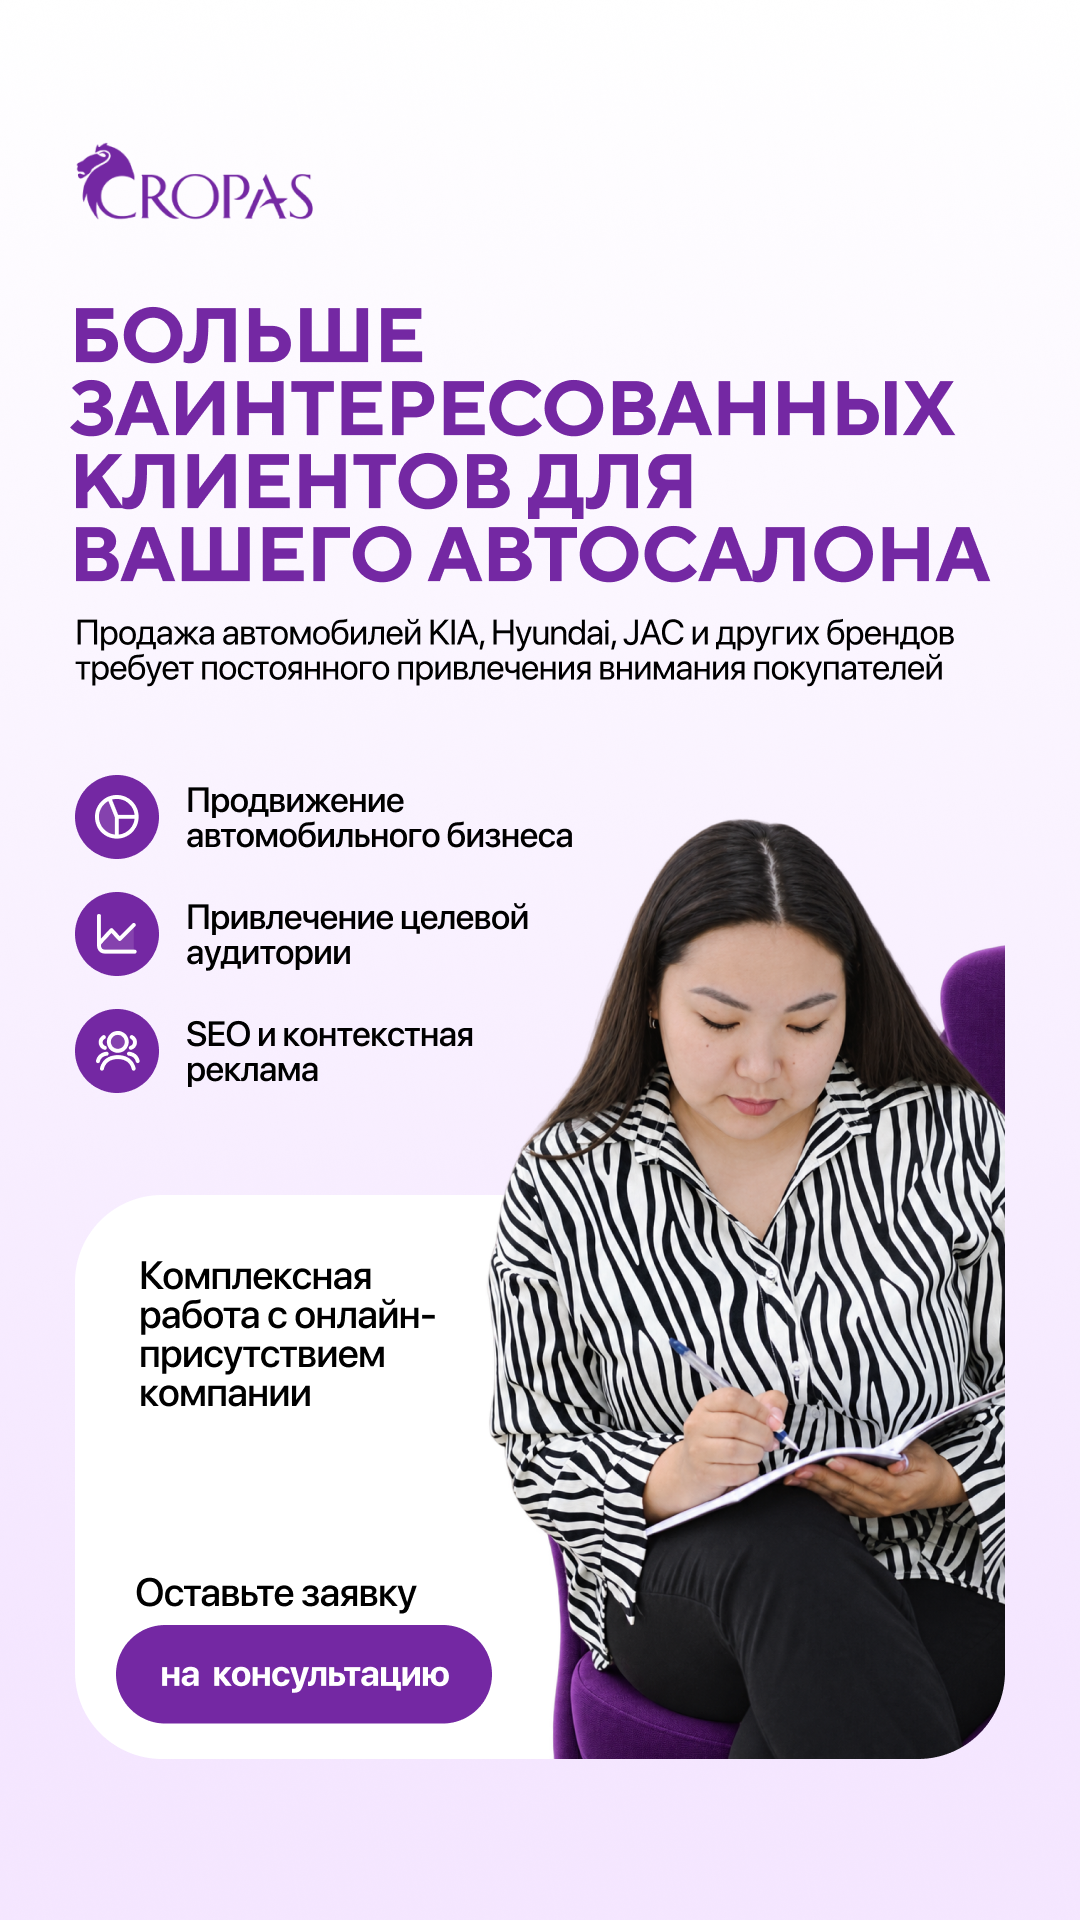 CROPAS
БОЛЬШЕ
ЗАИНТЕРЕСОВАННЫХ
КЛИЕНТОВ ДЛЯ
ВАШЕГО АВТОСАЛОНА
Продажа автомобилей KIA, Hyundai, JAC и других брендов
требует постоянного привлечения внимания покупателей
Продвижение
автомобильного бизнеса
Привлечение целевой
аудитории
SEO и контекстная
реклама
Комплексная
работа с онлайн-
присутствием
компании
Оставьте заявку
на консультацию